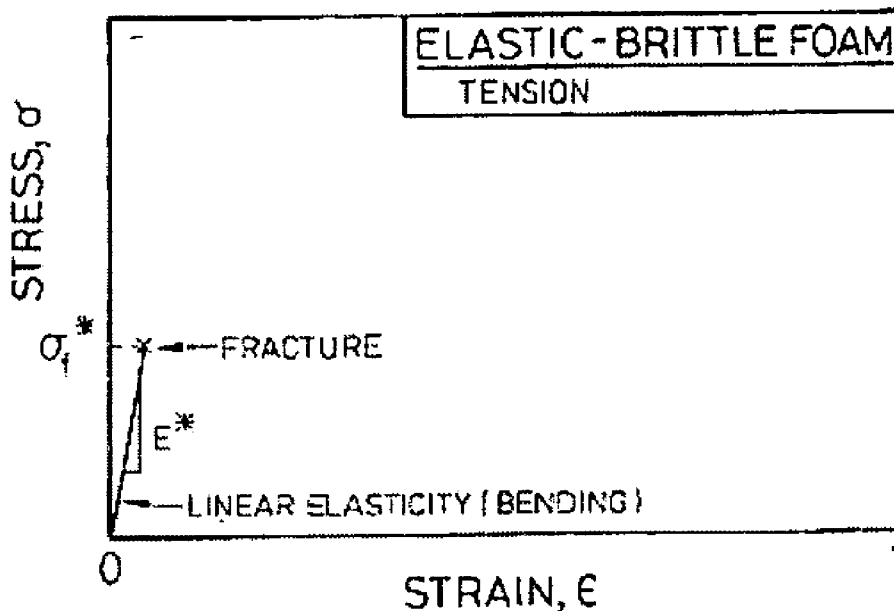 ELASTIC-BRITTLE FOAM
TENSION
STRESS, σ
σf*
FRACTURE
E*
LINEAR ELASTICITY (BENDING)
0
STRAIN, ϵ